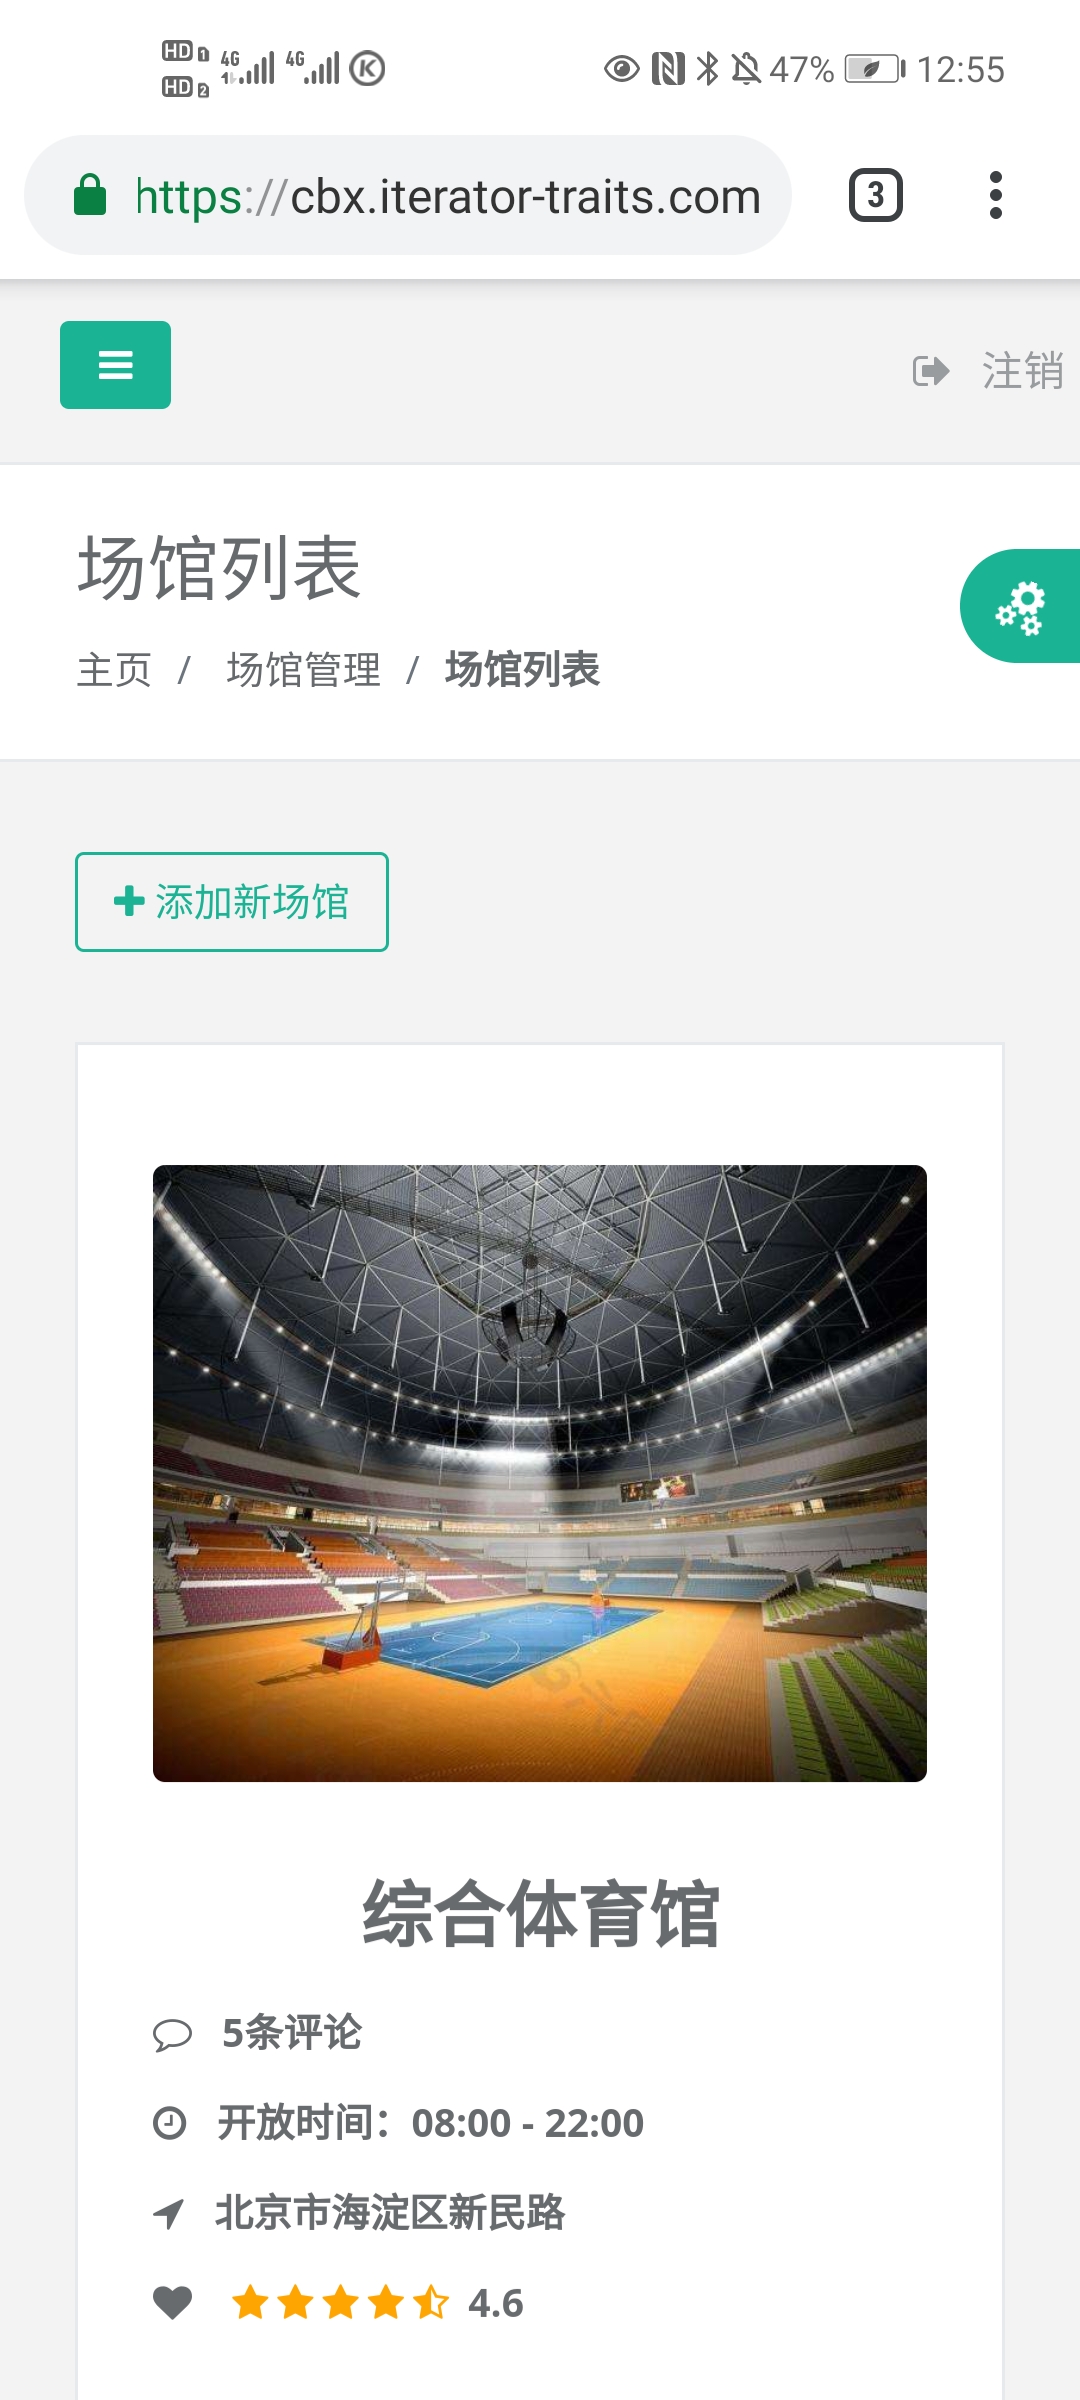 HD 1 4G 4G K N 47% 12:55
HD 2
https://cbx.iterator-traits.com 3
注销
场馆列表
主页 / 场馆管理 / 场馆列表
添加新场馆
综合体育馆
5条评论
开放时间：08:00 - 22:00
北京市海淀区新民路
4.6